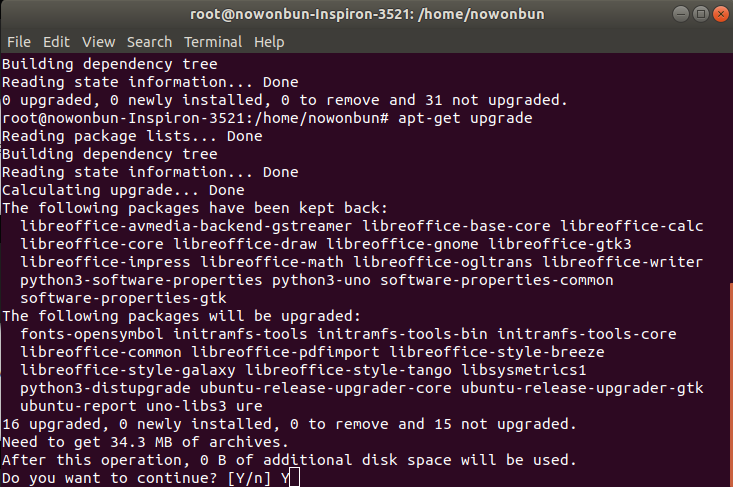 root@nowonbun-Inspiron-3521: /home/nowonbun
File Edit View Search Terminal Help
Building dependency tree
Reading state information... Done
0 upgraded, 0 newly installed, 0 to remove and 31 not upgraded.
root@nowonbun-Inspiron-3521:/home/nowonbun# apt-get upgrade
Reading package lists... Done
Building dependency tree
Reading state information... Done
Calculating upgrade... Done
The following packages have been kept back:
  libreoffice-avmedia-backend-gstreamer libreoffice-base-core libreoffice-calc
  libreoffice-core libreoffice-draw libreoffice-gnome libreoffice-gtk3
  libreoffice-impress libreoffice-math libreoffice-ogltrans libreoffice-writer
  python3-software-properties python3-uno software-properties-common
  software-properties-gtk
The following packages will be upgraded:
  fonts-opensymbol initramfs-tools initramfs-tools-bin initramfs-tools-core
  libreoffice-common libreoffice-pdfimport libreoffice-style-breeze
  libreoffice-style-galaxy libreoffice-style-tango libsysmetrics1
  python3-distupgrade ubuntu-release-upgrader-core ubuntu-release-upgrader-gtk
  ubuntu-report uno-libs3 ure
16 upgraded, 0 newly installed, 0 to remove and 15 not upgraded.
Need to get 34.3 MB of archives.
After this operation, 0 B of additional disk space will be used.
Do you want to continue? [Y/n] Y